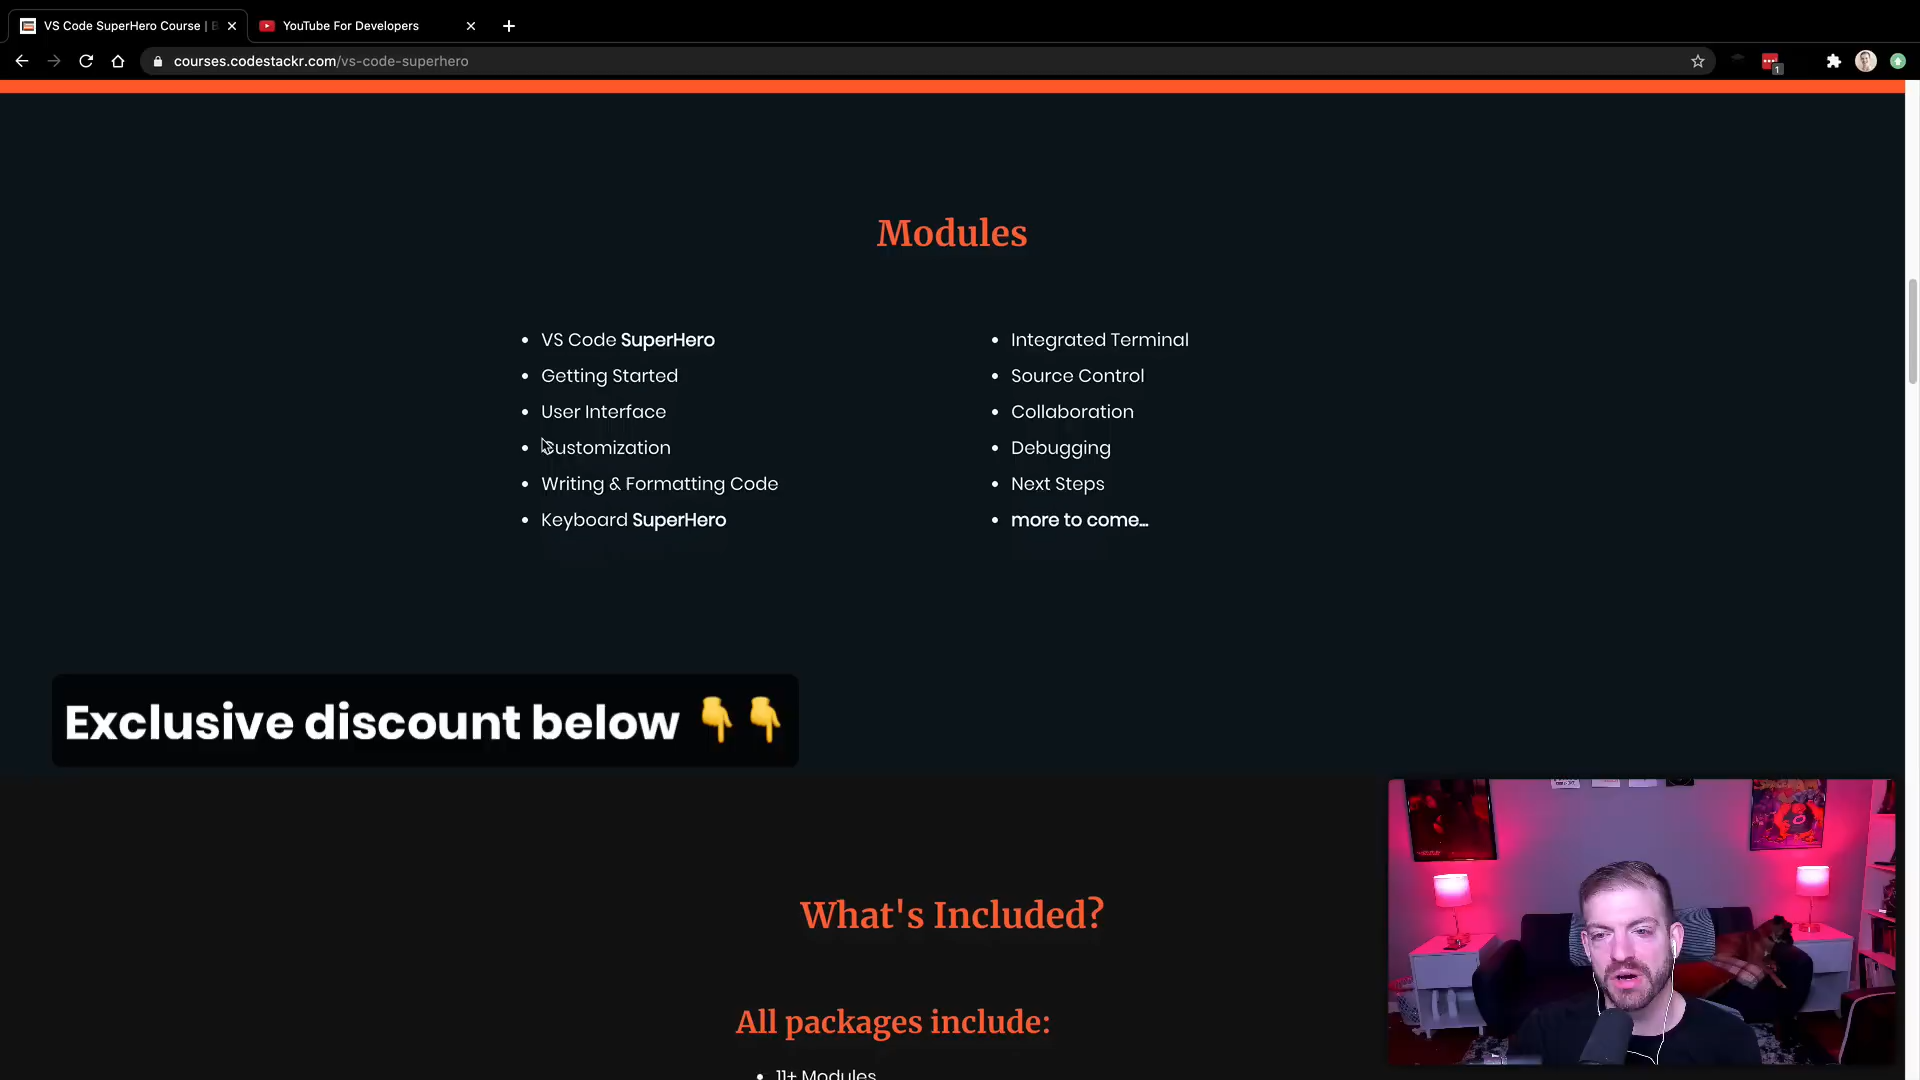 VS Code SuperHero Course |
YouTube For Developers
courses.codestackr.com/vs-code-superhero
1
Modules
VS Code SuperHero
Getting Started
User Interface
Customization
Writing & Formatting Code
Keyboard SuperHero
Integrated Terminal
Source Control
Collaboration
Debugging
Next Steps
more to come...
Exclusive discount below 👇👇
What's Included?
All packages include:
11+ Modules